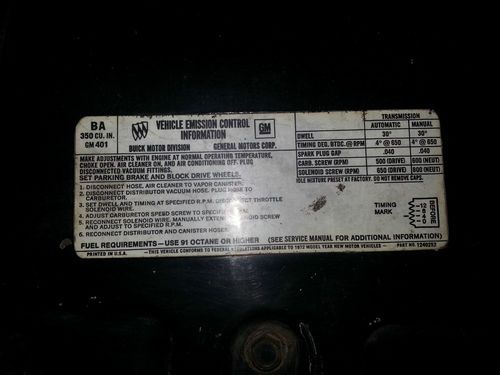 BA
350 CU. IN.
GM 401
VEHICLE EMISSION CONTROL
INFORMATION
GM
BUICK MOTOR DIVISION GENERAL MOTORS CORP.
TRANSMISSION
AUTOMATIC MANUAL
DWELL 30° 30°
TIMING DEG. BTDC. @ RPM 4° @ 650 4° @
SPARK PLUG GAP .040 .040
CARB. SCREW (RPM) 500 (DRIVE) 600 (NEUT)
SOLENOID SCREW (RPM) 650 (DRIVE) 800 (NEUT)
IDLE MIXTURE PRESET AT FACTORY. DO NOT REMOVE CAPS.
MAKE ADJUSTMENTS WITH ENGINE AT NORMAL OPERATING TEMPERATURE,
CHOKE OPEN, AIR CLEANER ON, AND AIR CONDITIONING OFF. PLUG
DISCONNECTED VACUUM FITTINGS.
SET PARKING BRAKE AND BLOCK DRIVE WHEELS.
1. DISCONNECT HOSE, AIR CLEANER TO VAPOR CANISTER.
2. DISCONNECT DISTRIBUTOR VACUUM HOSE. PLUG HOSE TO
CARBURETOR.
3. SET DWELL AND TIMING AT SPECIFIED R.P.M. DISCONNECT THROTTLE
SOLENOID WIRE.
4. ADJUST CARBURETOR SPEED SCREW TO SPECIFIED R.P.M.
5. RECONNECT SOLENOID WIRE, MANUALLY EXTEND SOLENOID SCREW
AND ADJUST TO SPECIFIED R.P.M.
6. RECONNECT DISTRIBUTOR AND CANISTER HOSES.
TIMING
MARK
BEFORE
FUEL REQUIREMENTS—USE 91 OCTANE OR HIGHER (SEE SERVICE MANUAL FOR ADDITIONAL INFORMATION)
PRINTED IN U.S.A. —THIS VEHICLE CONFORMS TO FEDERAL REGULATIONS APPLICABLE TO 1972 MODEL YEAR NEW MOTOR VEHICLES— PART NO. 1240252